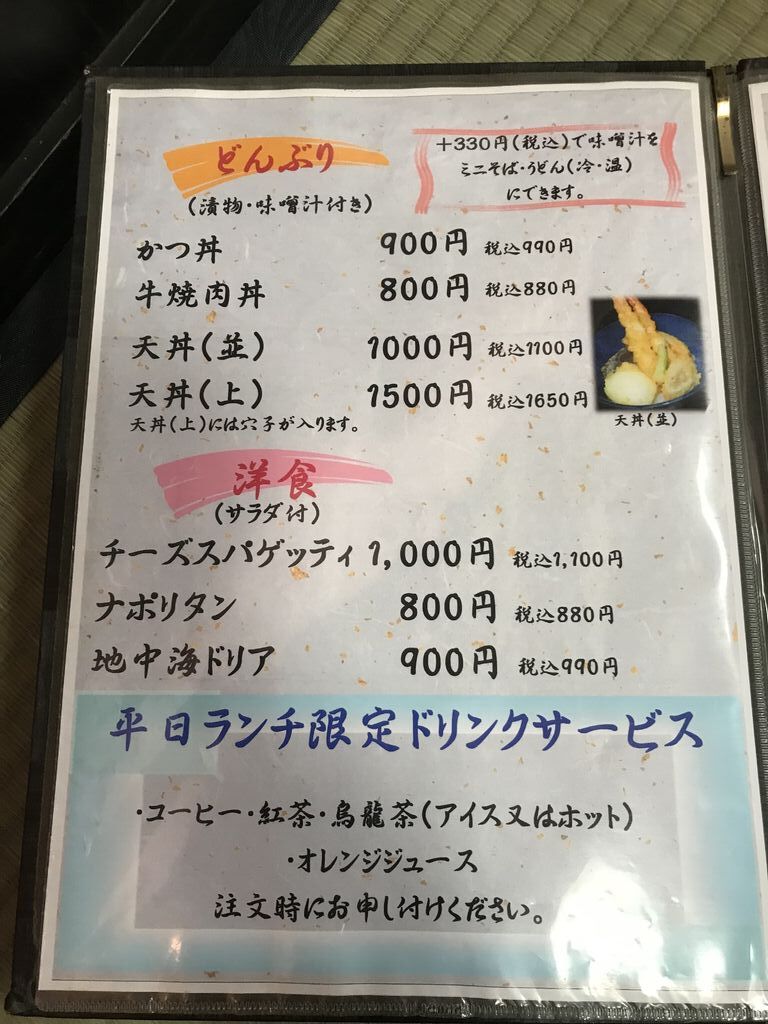 どんぶり
(漬物・味噌汁付き)
+330円(税込)で味噌汁を
ミニそば・うどん(冷・温)
にできます。
かつ丼 900円 税込990円
牛焼肉丼 800円 税込880円
天丼(並) 1000円 税込1100円
天丼(上) 1500円 税込1650円
天丼(上)には穴子が入ります。
天丼(並)
洋食
(サラダ付)
チーズスパゲッティ 1,000円 税込1,100円
ナポリタン 800円 税込880円
地中海ドリア 900円 税込990円
平日ランチ限定ドリンクサービス
・コーヒー・紅茶・烏龍茶(アイス又はホット)
・オレンジジュース
注文時にお申し付けください。